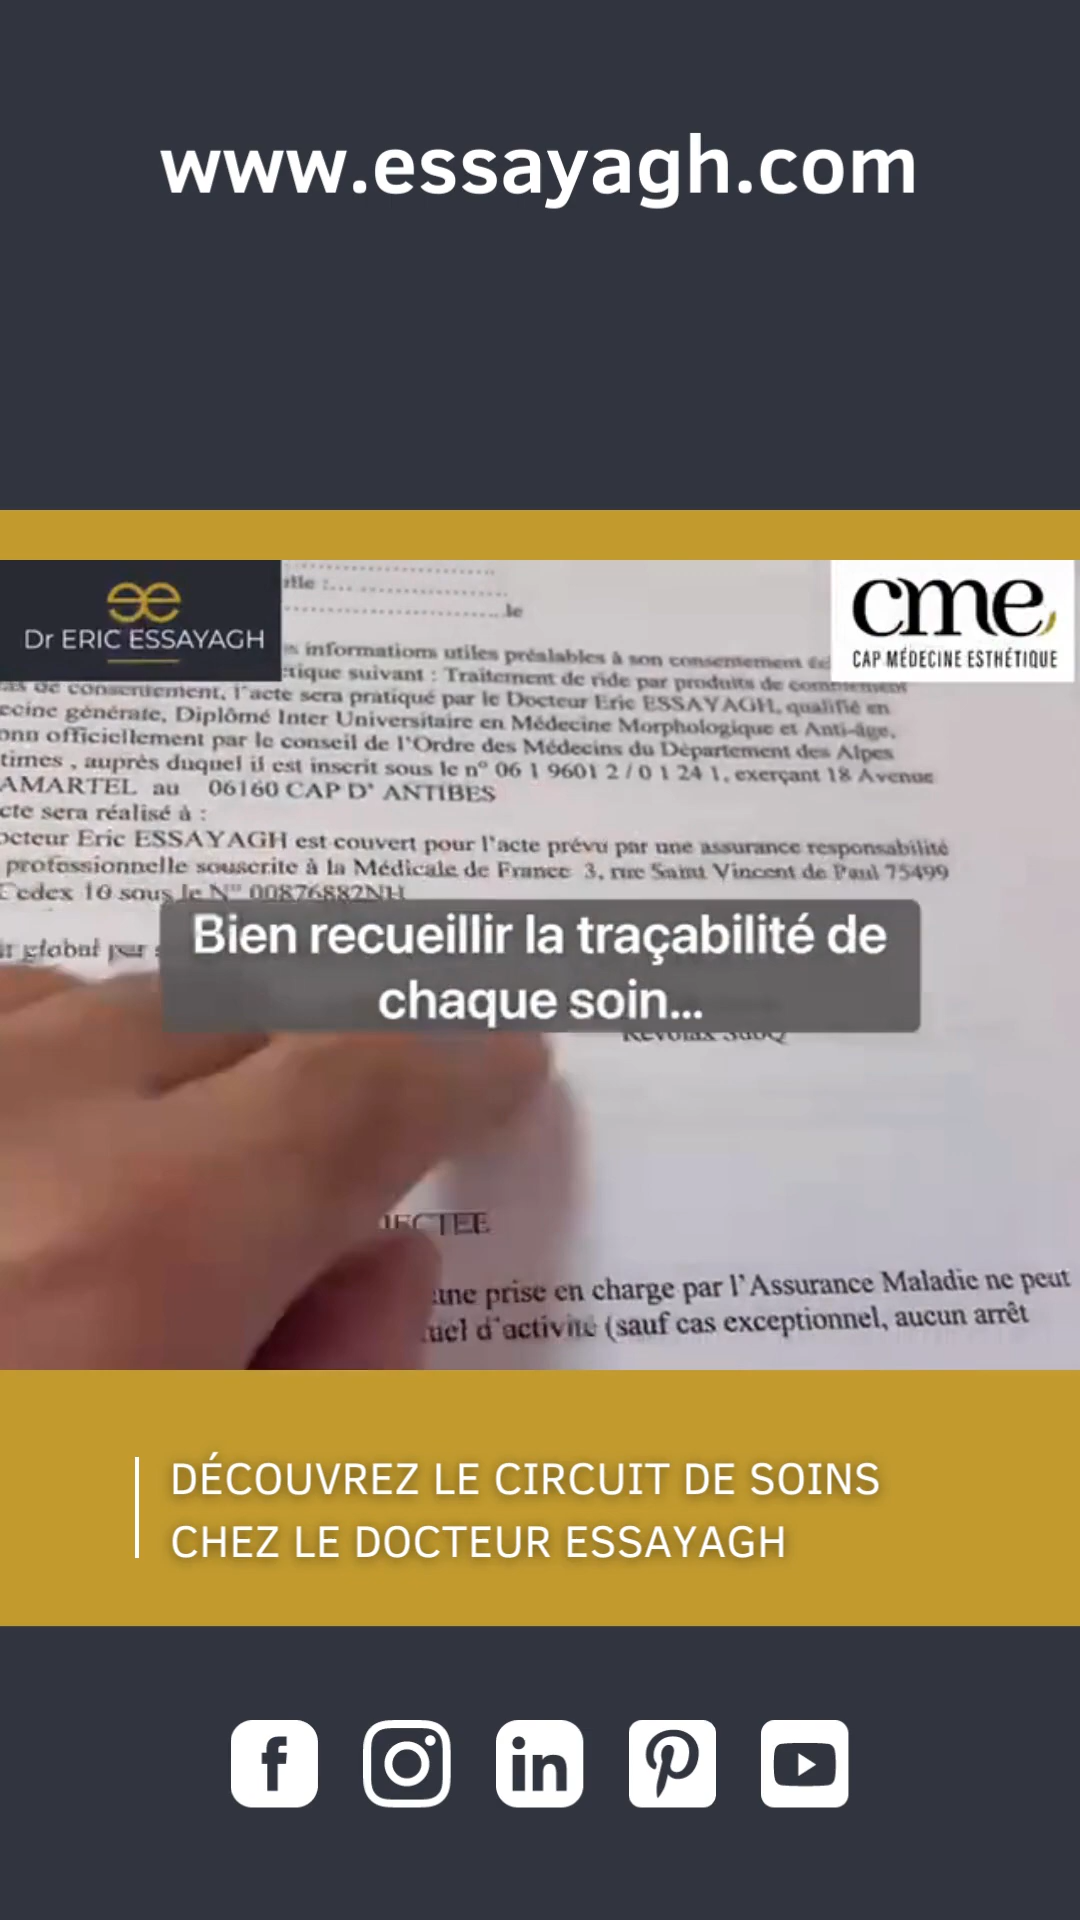 www.essayagh.com
Dr ERIC ESSAYAGH
cme
CAP MÉDECINE ESTHÉTIQUE
le
informations utiles préalables à son consentement
suivant : Traitement de ride par produits de comblement
consentement, l'acte sera pratiqué par le Docteur Eric ESSAYAGH, qualifié en
générale, Diplômé Inter Universitaire en Médecine Morphologique et Anti-âge,
officiellement par le conseil de l'Ordre des Médecins du Département des Alpes
times , auprès duquel il est inscrit sous le n° 06 1 9601 2 / 0 1 24 1, exerçant 18 Avenue
AMARTEL au 06160 CAP D' ANTIBES
cte sera réalisé à :
octeur Eric ESSAYAGH est couvert pour l'acte prévu par une assurance responsabilité
professionnelle souscrite à la Médicale de France 3, rue Saint Vincent de Paul 75499
Cedex 10 sous le N° 00876882NH
global par
Bien recueillir la traçabilité de
chaque soin...
prise en charge par l'Assurance Maladie ne peut
d'activité (sauf cas exceptionnel, aucun arrêt
DÉCOUVREZ LE CIRCUIT DE SOINS
CHEZ LE DOCTEUR ESSAYAGH